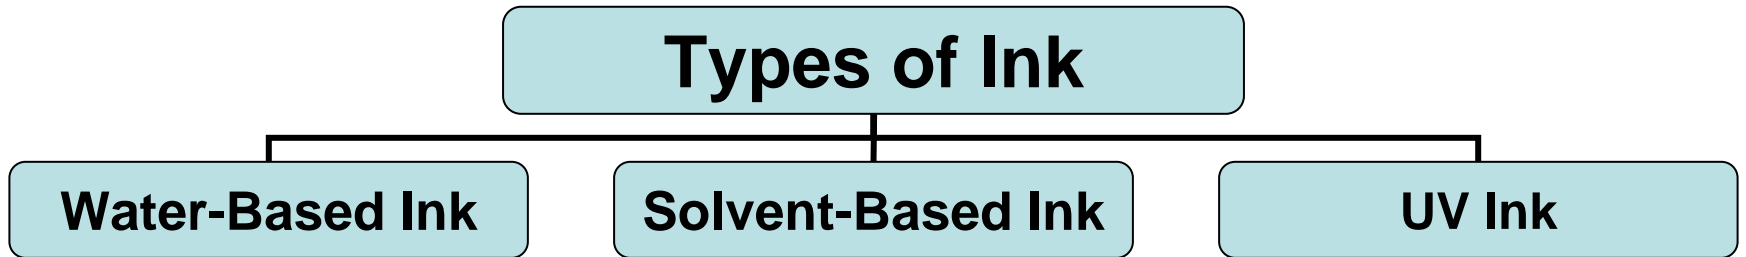 Types of Ink
Water-Based Ink
Solvent-Based Ink
UV Ink